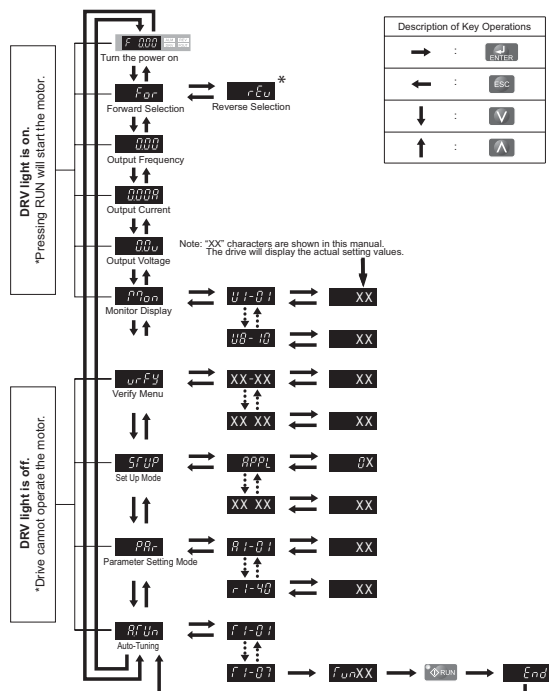 Description of Key Operations
: ENTER
: ESC
: V
: Λ
F 0.00
Turn the power on
For
Forward Selection
rEv *
Reverse Selection
0.00
Output Frequency
0.00A
Output Current
0.0v
Output Voltage
Note: “XX” characters are shown in this manual.
The drive will display the actual setting values.
Mon U1-01 XX
Monitor Display
U8-10 XX
DRV light is on.
*Pressing RUN will start the motor.
vrFy XX-XX XX
Verify Menu
XX XX XX
STUP APPL 0X
Set Up Mode
XX XX XX
PAr A1-01 XX
Parameter Setting Mode
r1-40 XX
ATUn T1-01
Auto-Tuning
T1-07 TunXX RUN End
DRV light is off.
*Drive cannot operate the motor.